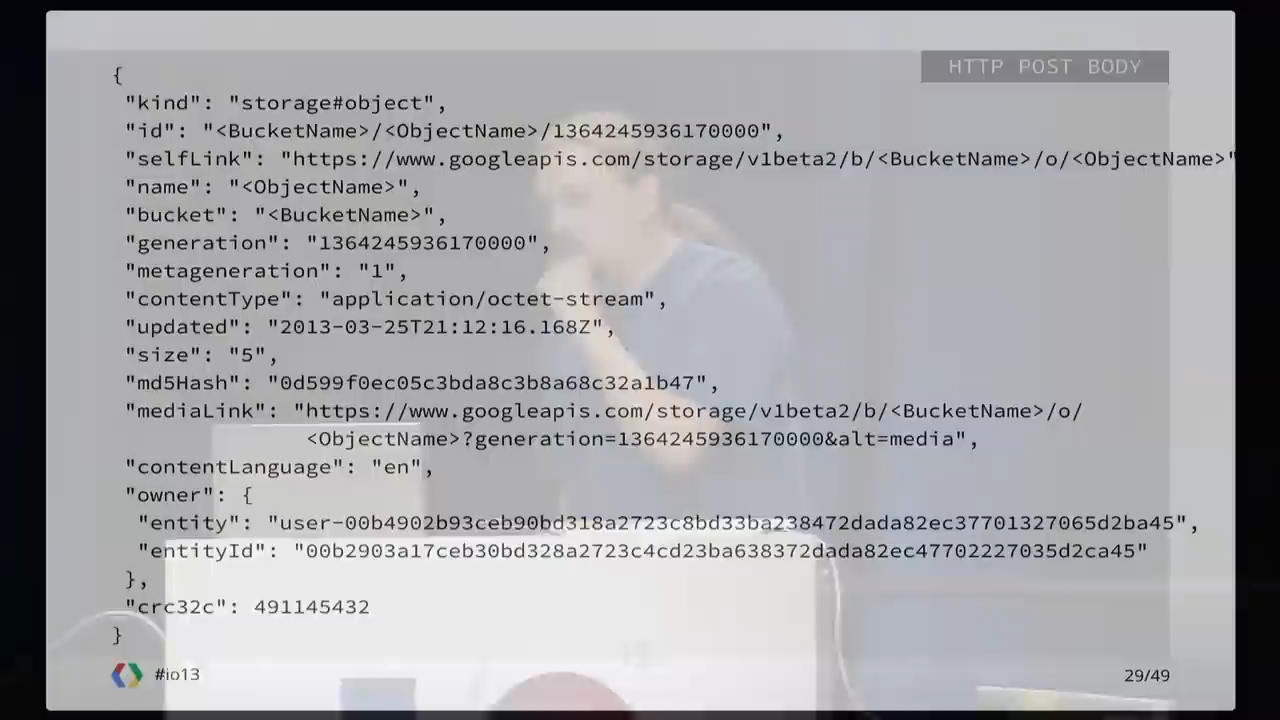 HTTP POST BODY
{
"kind": "storage#object",
"id": "<BucketName>/<ObjectName>/1364245936170000",
"selfLink": "https://www.googleapis.com/storage/v1beta2/b/<BucketName>/o/<ObjectName>"
"name": "<ObjectName>",
"bucket": "<BucketName>",
"generation": "1364245936170000",
"metageneration": "1",
"contentType": "application/octet-stream",
"updated": "2013-03-25T21:12:16.168Z",
"size": "5",
"md5Hash": "0d599f0ec05c3bda8c3b8a68c32a1b47",
"mediaLink": "https://www.googleapis.com/storage/v1beta2/b/<BucketName>/o/
<ObjectName>?generation=1364245936170000&alt=media",
"contentLanguage": "en",
"owner": {
"entity": "user-00b4902b93ceb90bd318a2723c8bd33ba238472dada82ec37701327065d2ba45",
"entityId": "00b2903a17ceb30bd328a2723c4cd23ba638372dada82ec47702227035d2ca45"
},
"crc32c": 491145432
}
#io13
29/49